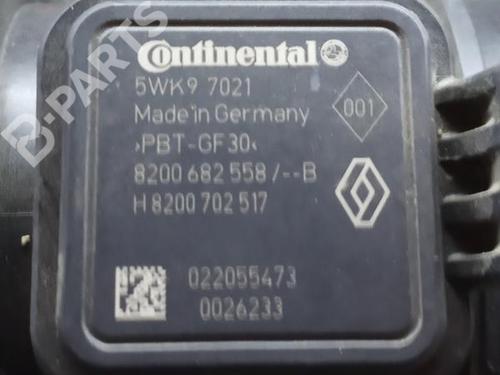 B-PARTS
Continental
5WK9 7021
Made in Germany
001
>PBT-GF30<
8200 682 558 /--B
H 8200 702 517
022055473
0026233